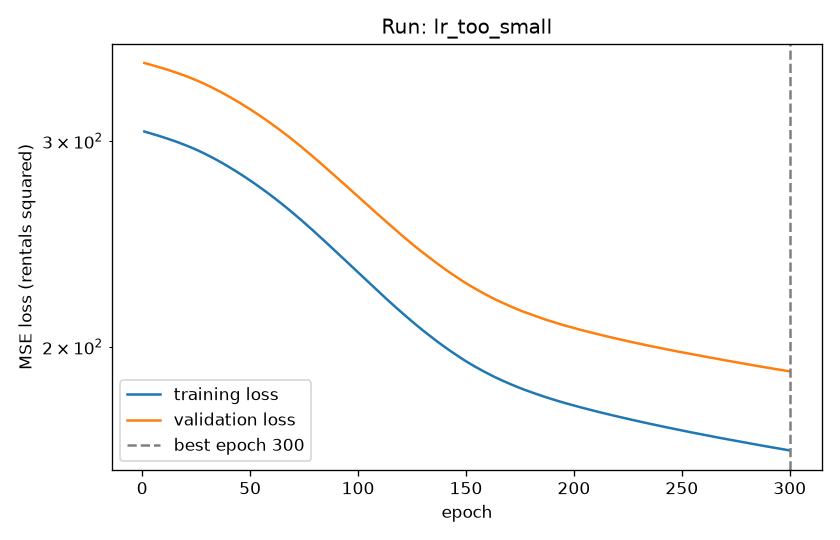 Run: lr_too_small
MSE loss (rentals squared)
3 × 10²
2 × 10²
training loss
validation loss
best epoch 300
0 50 100 150 200 250 300
epoch